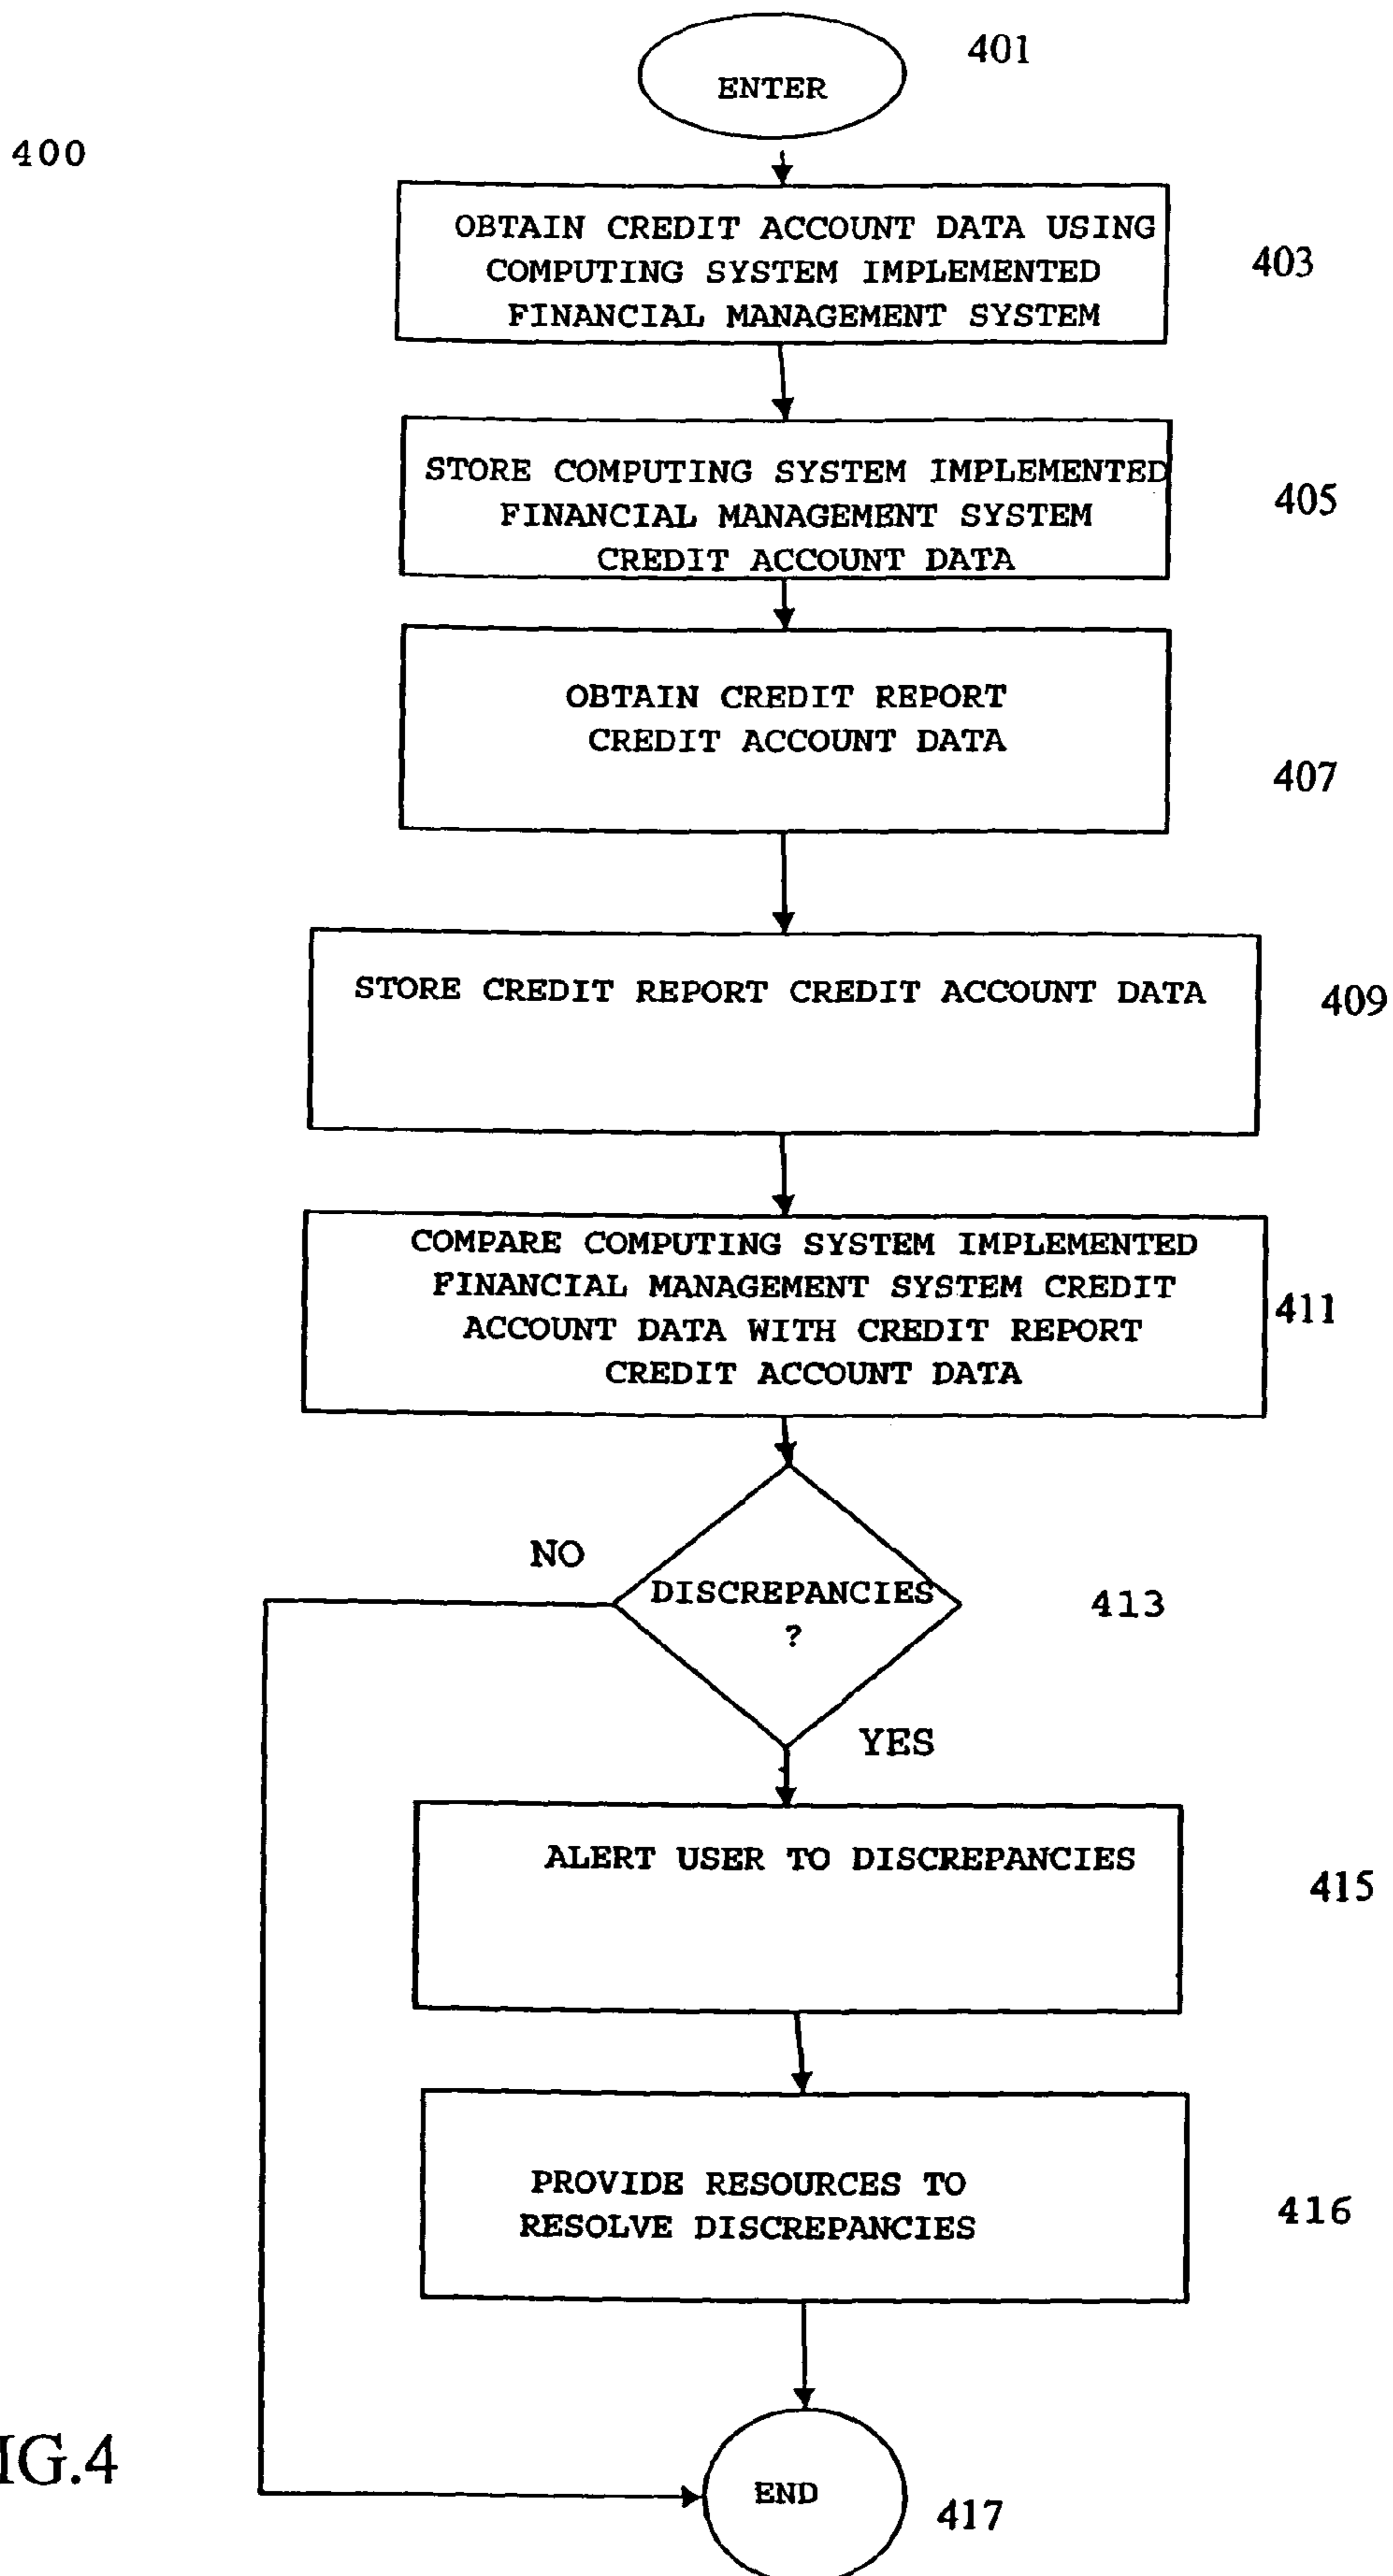 401
ENTER
400
OBTAIN CREDIT ACCOUNT DATA USING
COMPUTING SYSTEM IMPLEMENTED
FINANCIAL MANAGEMENT SYSTEM
403
STORE COMPUTING SYSTEM IMPLEMENTED
FINANCIAL MANAGEMENT SYSTEM
CREDIT ACCOUNT DATA
405
OBTAIN CREDIT REPORT
CREDIT ACCOUNT DATA
407
STORE CREDIT REPORT CREDIT ACCOUNT DATA
409
COMPARE COMPUTING SYSTEM IMPLEMENTED
FINANCIAL MANAGEMENT SYSTEM CREDIT
ACCOUNT DATA WITH CREDIT REPORT
CREDIT ACCOUNT DATA
411
NO
DISCREPANCIES
?
413
YES
ALERT USER TO DISCREPANCIES
415
PROVIDE RESOURCES TO
RESOLVE DISCREPANCIES
416
IG.4
END
417